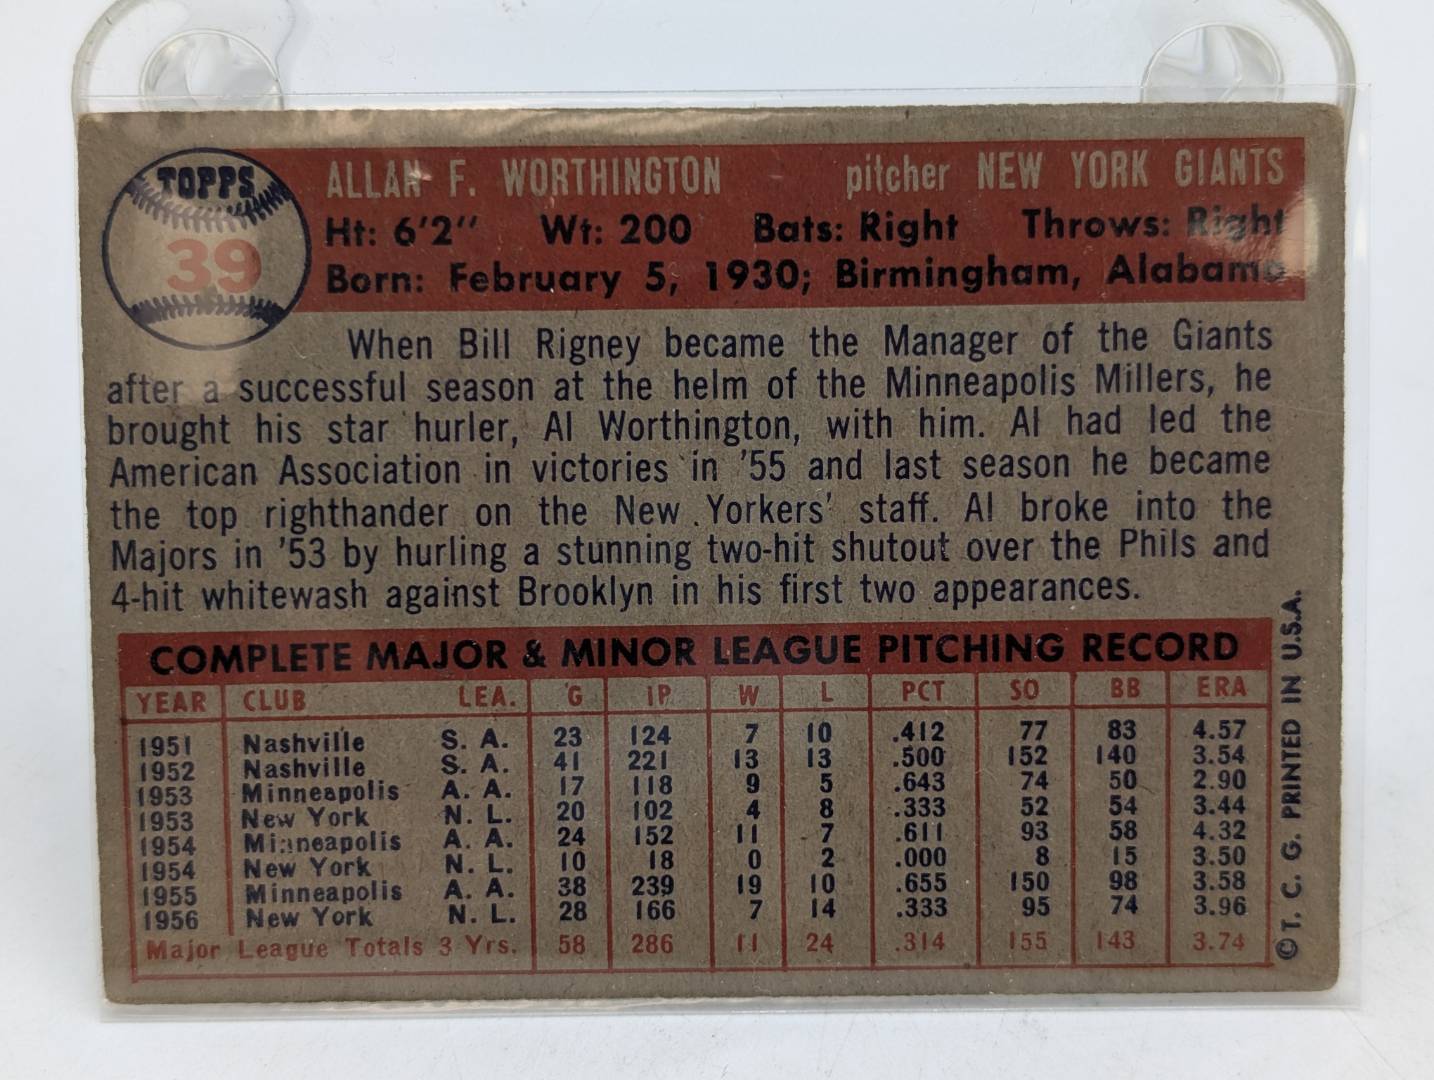 TOPPS
39
ALLAN F. WORTHINGTON pitcher NEW YORK GIANTS
Ht: 6'2" Wt: 200 Bats: Right Throws: Right
Born: February 5, 1930; Birmingham, Alabama
When Bill Rigney became the Manager of the Giants
after a successful season at the helm of the Minneapolis Millers, he
brought his star hurler, Al Worthington, with him. Al had led the
American Association in victories in '55 and last season he became
the top righthander on the New Yorkers' staff. Al broke into the
Majors in '53 by hurling a stunning two-hit shutout over the Phils and
4-hit whitewash against Brooklyn in his first two appearances.
COMPLETE MAJOR & MINOR LEAGUE PITCHING RECORD
YEAR CLUB LEA. G IP W L PCT SO BB ERA
1951 Nashville S. A. 23 124 7 10 .412 77 83 4.57
1952 Nashville S. A. 41 221 13 13 .500 152 140 3.54
1953 Minneapolis A. A. 17 118 9 5 .643 74 50 2.90
1953 New York N. L. 20 102 4 8 .333 52 54 3.44
1954 Minneapolis A. A. 24 152 11 7 .611 93 58 4.32
1954 New York N. L. 10 18 0 2 .000 8 15 3.50
1955 Minneapolis A. A. 38 239 19 10 .655 150 98 3.58
1956 New York N. L. 28 166 7 14 .333 95 74 3.96
Major League Totals 3 Yrs. 58 286 11 24 .314 155 143 3.74
© T. C. G. PRINTED IN U.S.A.